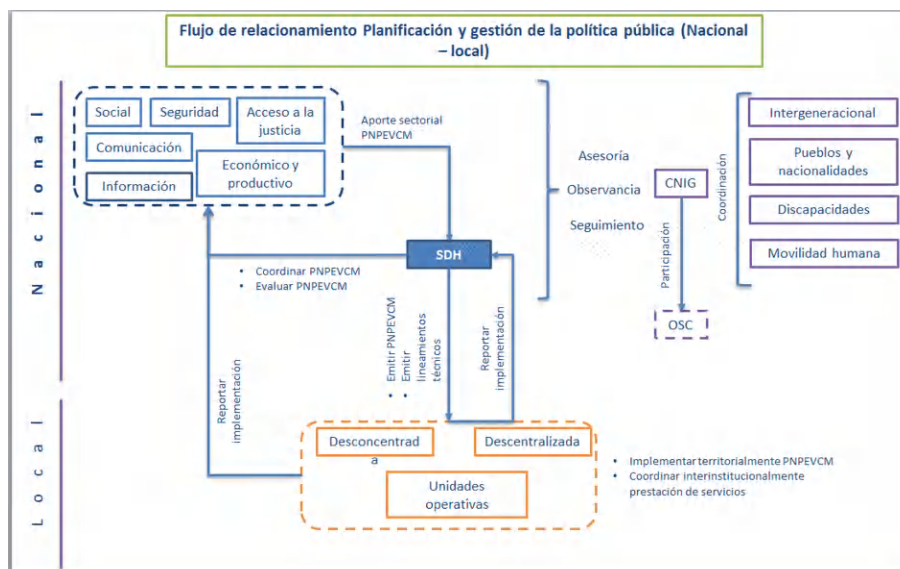 Flujo de relacionamiento Planificación y gestión de la política pública (Nacional
– local)
Nacional
Social
Seguridad
Acceso a la
justicia
Comunicación
Económico y
productivo
Información
Aporte sectorial
PNPEVCM
SDH
• Coordinar PNPEVCM
• Evaluar PNPEVCM
Asesoría
Observancia
Seguimiento
CNIG
Participación
OSC
Coordinación
Intergeneracional
Pueblos y
nacionalidades
Discapacidades
Movilidad humana
Reportar
implementación
• Emitir PNPEVCM
• Emitir
lineamientos
técnicos
Reportar
implementación
Local
Desconcentrad
a
Descentralizada
Unidades
operativas
• Implementar territorialmente PNPEVCM
• Coordinar interinstitucionalmente
prestación de servicios